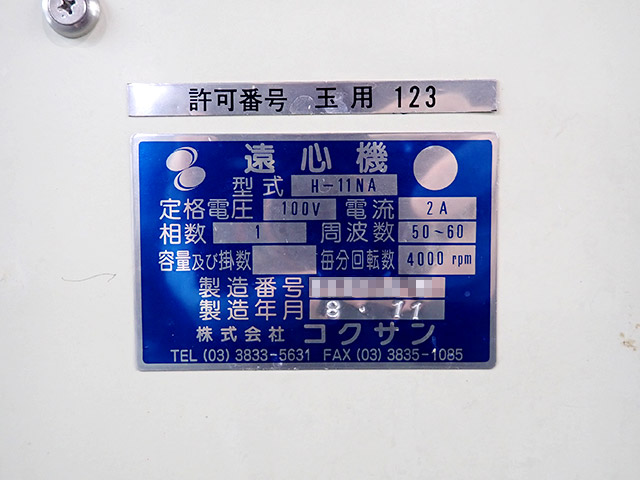 許可番号 玉用 123
遠心機
型式 H-11NA
定格電圧 100V 電流 2A
相数 1 周波数 50~60
容量及び掛数 毎分回転数 4000 rpm
製造番号
製造年月 8・11
株式会社 コクサン
TEL (03) 3833-5631 FAX (03) 3835-1085